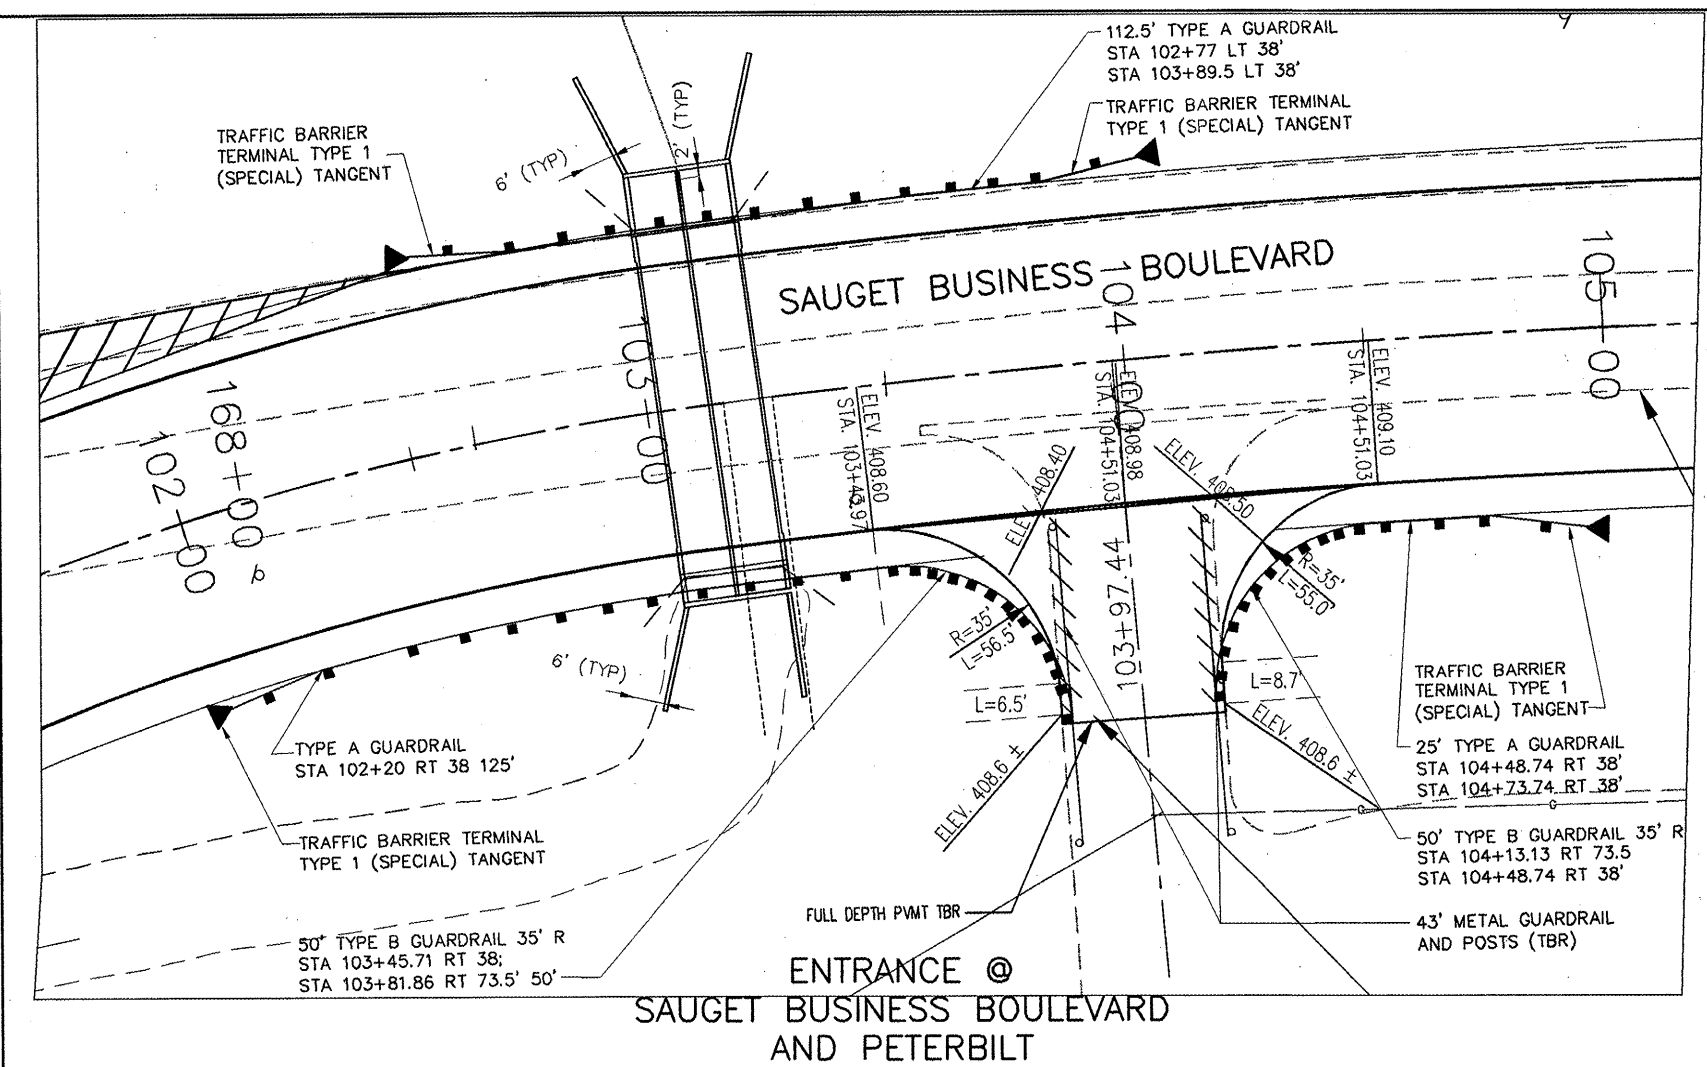 112.5' TYPE A GUARDRAIL
STA 102+77 LT 38'
STA 103+89.5 LT 38'
TRAFFIC BARRIER TERMINAL
TYPE 1 (SPECIAL) TANGENT
TRAFFIC BARRIER
TERMINAL TYPE 1
(SPECIAL) TANGENT
6' (TYP)
2' (TYP)
SAUGET BUSINESS BOULEVARD
168+00
102-00
103-00
104-00
105-00
ELEV. 408.60
STA. 103+43.97
ELEV. 408.98
STA. 104+51.03
ELEV. 409.10
STA. 104+51.03
ELEV. 408.40
ELEV. 408.50
103+97.44
R=35'
L=56.5'
L=6.5'
R=35'
L=55.0'
L=8.7'
6' (TYP)
ELEV. 408.6 ±
ELEV. 408.6 ±
TYPE A GUARDRAIL
STA 102+20 RT 38 125'
TRAFFIC BARRIER TERMINAL
TYPE 1 (SPECIAL) TANGENT
TRAFFIC BARRIER
TERMINAL TYPE 1
(SPECIAL) TANGENT
25' TYPE A GUARDRAIL
STA 104+48.74 RT 38'
STA 104+73.74 RT 38'
50' TYPE B GUARDRAIL 35' R
STA 104+13.13 RT 73.5
STA 104+48.74 RT 38'
43' METAL GUARDRAIL
AND POSTS (TBR)
FULL DEPTH PVMT TBR
50' TYPE B GUARDRAIL 35' R
STA 103+45.71 RT 38;
STA 103+81.86 RT 73.5' 50'
ENTRANCE @
SAUGET BUSINESS BOULEVARD
AND PETERBILT